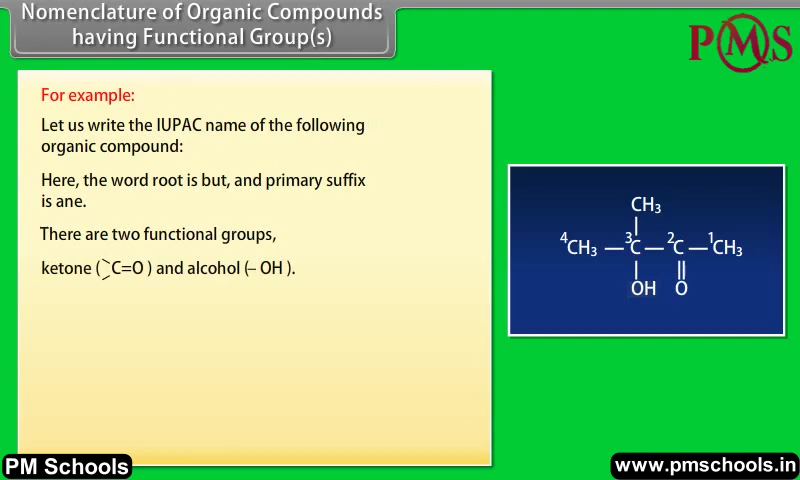 Nomenclature of Organic Compounds
having Functional Group(s)
PMS
For example:
Let us write the IUPAC name of the following
organic compound:
Here, the word root is but, and primary suffix
is ane.
There are two functional groups,
ketone ( C=O ) and alcohol (– OH ).
CH₃
⁴CH₃ — ³C — ²C — ¹CH₃
OH O
PM Schools
www.pmschools.in